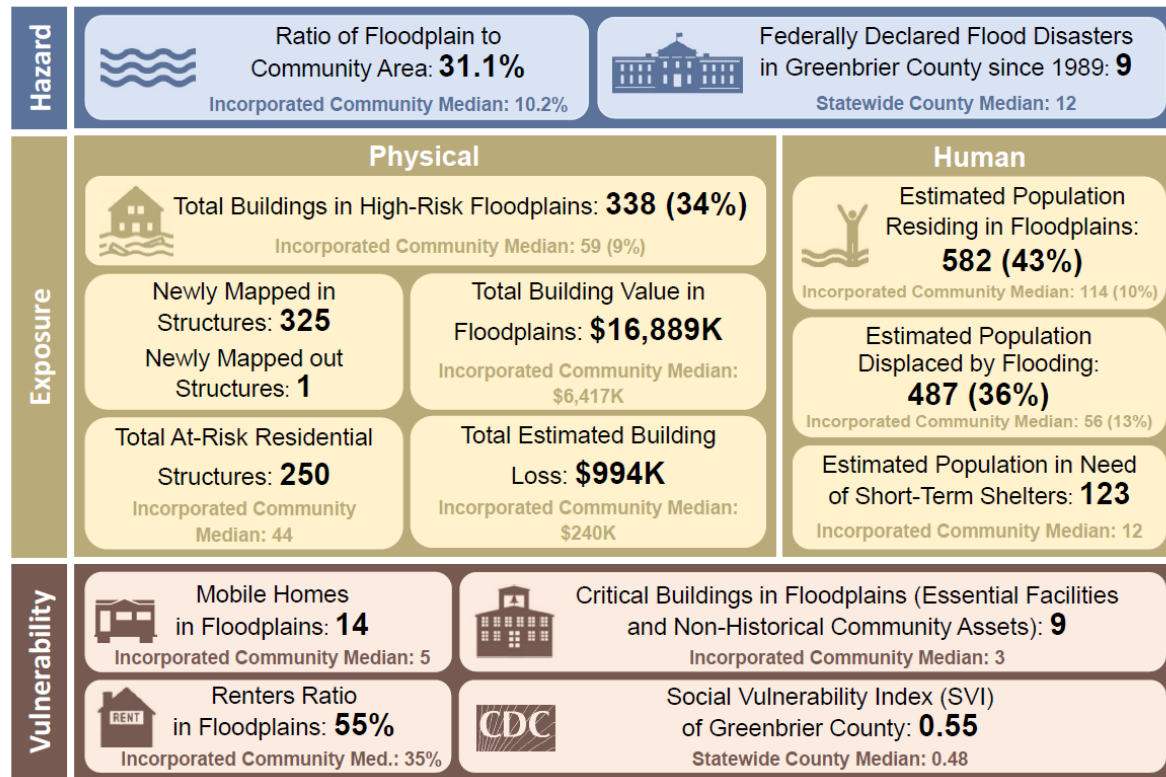 Hazard
Ratio of Floodplain to
Community Area: 31.1%
Incorporated Community Median: 10.2%
Federally Declared Flood Disasters
in Greenbrier County since 1989: 9
Statewide County Median: 12
Exposure
Physical
Total Buildings in High-Risk Floodplains: 338 (34%)
Incorporated Community Median: 59 (9%)
Newly Mapped in
Structures: 325
Newly Mapped out
Structures: 1
Total Building Value in
Floodplains: $16,889K
Incorporated Community Median:
$6,417K
Total At-Risk Residential
Structures: 250
Incorporated Community
Median: 44
Total Estimated Building
Loss: $994K
Incorporated Community Median:
$240K
Human
Estimated Population
Residing in Floodplains:
582 (43%)
Incorporated Community Median: 114 (10%)
Estimated Population
Displaced by Flooding:
487 (36%)
Incorporated Community Median: 56 (13%)
Estimated Population in Need
of Short-Term Shelters: 123
Incorporated Community Median: 12
Vulnerability
Mobile Homes
in Floodplains: 14
Incorporated Community Median: 5
Critical Buildings in Floodplains (Essential Facilities
and Non-Historical Community Assets): 9
Incorporated Community Median: 3
RENT
Renters Ratio
in Floodplains: 55%
Incorporated Community Med.: 35%
CDC
Social Vulnerability Index (SVI)
of Greenbrier County: 0.55
Statewide County Median: 0.48